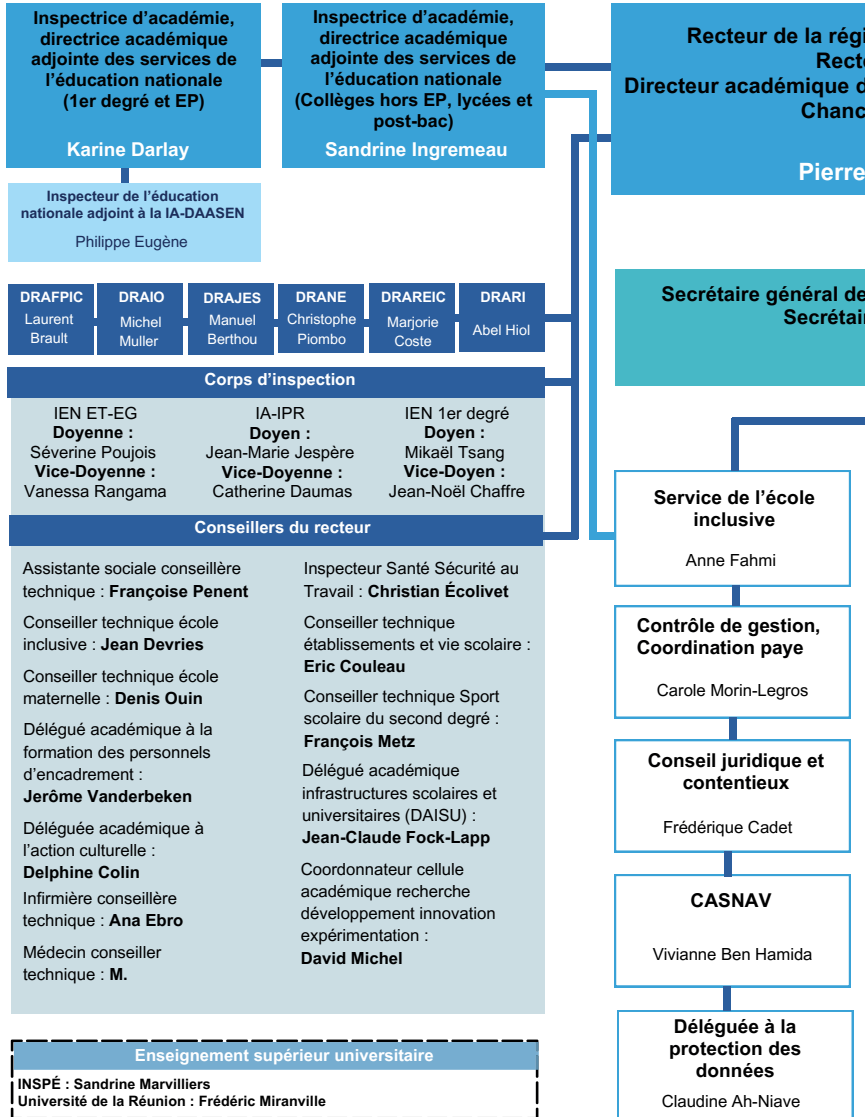 Inspectrice d'académie,
directrice académique
adjointe des services de
l'éducation nationale
(1er degré et EP)
Karine Darlay
Inspectrice d'académie,
directrice académique
adjointe des services de
l'éducation nationale
(Collèges hors EP, lycées et
post-bac)
Sandrine Ingremeau
Recteur de la régi
Recte
Directeur académique d
Chanc
Pierre
Inspecteur de l'éducation
nationale adjoint à la IA-DAASEN
Philippe Eugène
DRAFPIC
Laurent
Brault
DRAIO
Michel
Muller
DRAJES
Manuel
Berthou
DRANE
Christophe
Piombo
DRAREIC
Marjorie
Coste
DRARI
Abel Hiol
Secrétaire général de
Secrétair
Corps d'inspection
IEN ET-EG
Doyenne :
Séverine Poujois
Vice-Doyenne :
Vanessa Rangama
IA-IPR
Doyen :
Jean-Marie Jespère
Vice-Doyenne :
Catherine Daumas
IEN 1er degré
Doyen :
Mikaël Tsang
Vice-Doyen :
Jean-Noël Chaffre
Conseillers du recteur
Assistante sociale conseillère
technique : Françoise Penent
Conseiller technique école
inclusive : Jean Devries
Conseiller technique école
maternelle : Denis Ouin
Délégué académique à la
formation des personnels
d'encadrement :
Jerôme Vanderbeken
Déléguée académique à
l'action culturelle :
Delphine Colin
Infirmière conseillère
technique : Ana Ebro
Médecin conseiller
technique : M.
Inspecteur Santé Sécurité au
Travail : Christian Écolivet
Conseiller technique
établissements et vie scolaire :
Eric Couleau
Conseiller technique Sport
scolaire du second degré :
François Metz
Délégué académique
infrastructures scolaires et
universitaires (DAISU) :
Jean-Claude Fock-Lapp
Coordonnateur cellule
académique recherche
développement innovation
expérimentation :
David Michel
Service de l'école
inclusive
Anne Fahmi
Contrôle de gestion,
Coordination paye
Carole Morin-Legros
Conseil juridique et
contentieux
Frédérique Cadet
CASNAV
Vivianne Ben Hamida
Déléguée à la
protection des
données
Claudine Ah-Niave
Enseignement supérieur universitaire
INSPÉ : Sandrine Marvilliers
Université de la Réunion : Frédéric Miranville